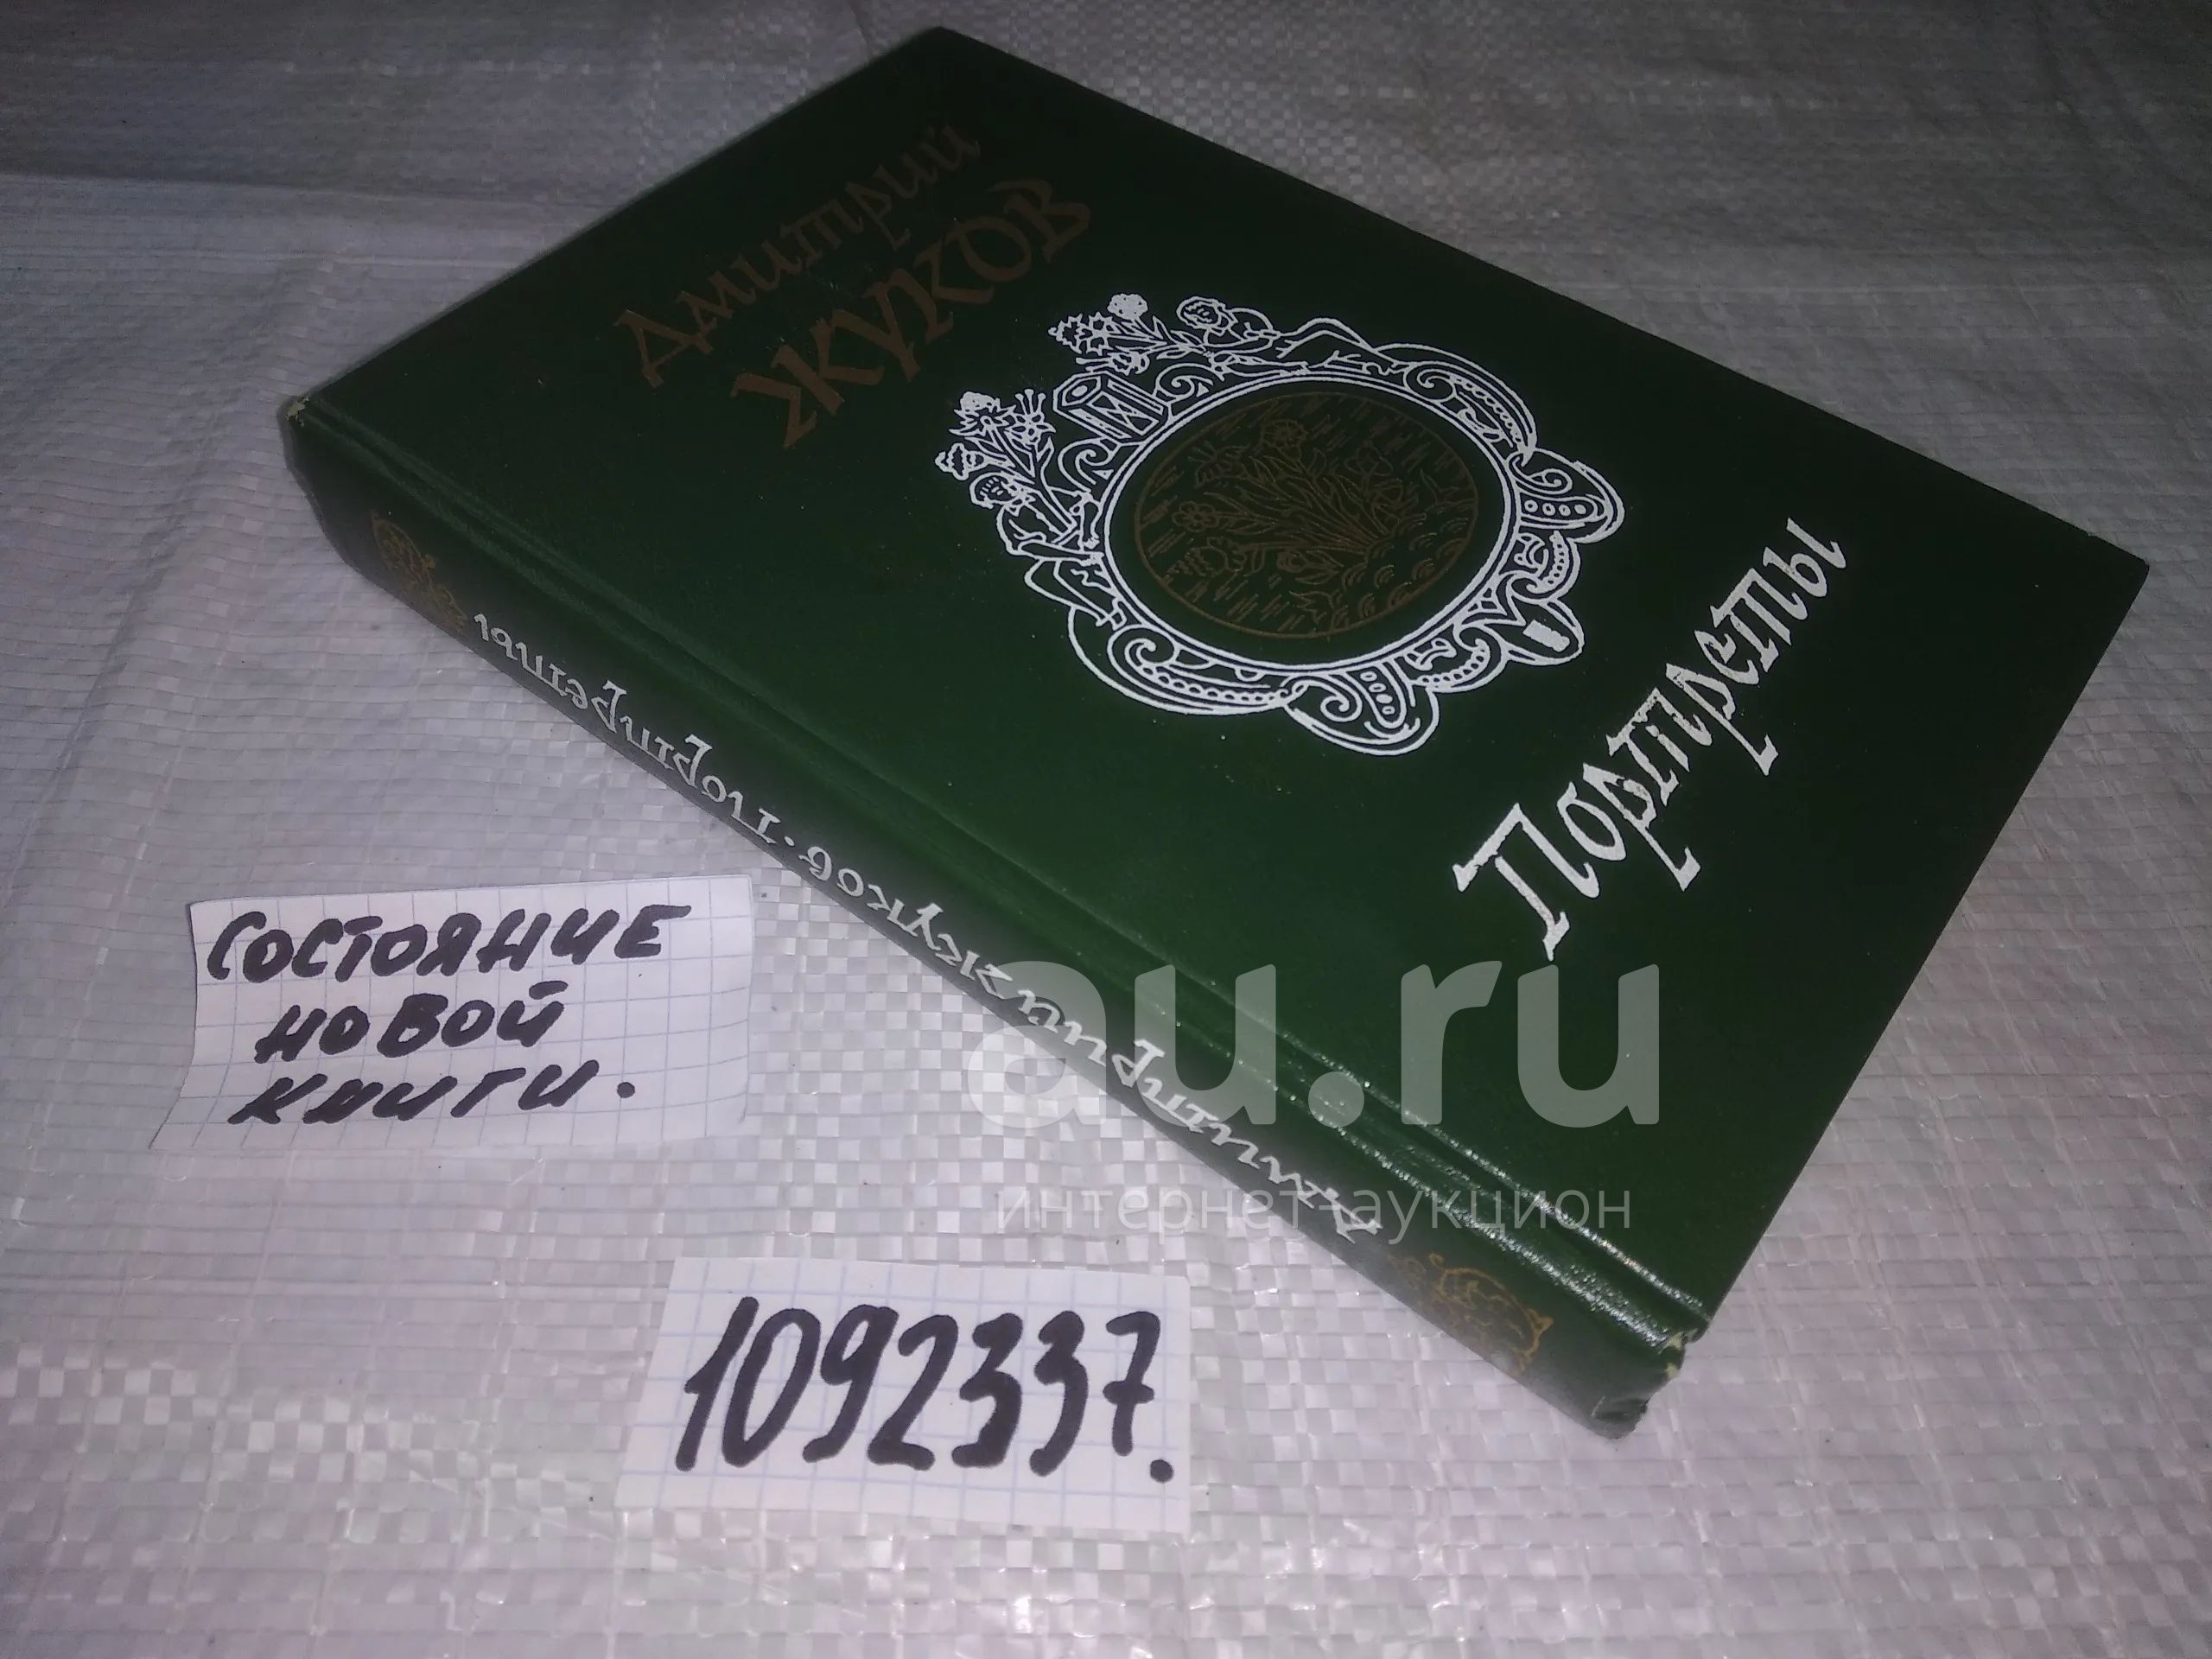 Дмитрий
ЖУКОВ
Портреты
Дмитрий Жуков · Портреты
СОСТОЯНИЕ
НОВОЙ
КНИГИ.
1092337.
au.ru
интернет-аукцион